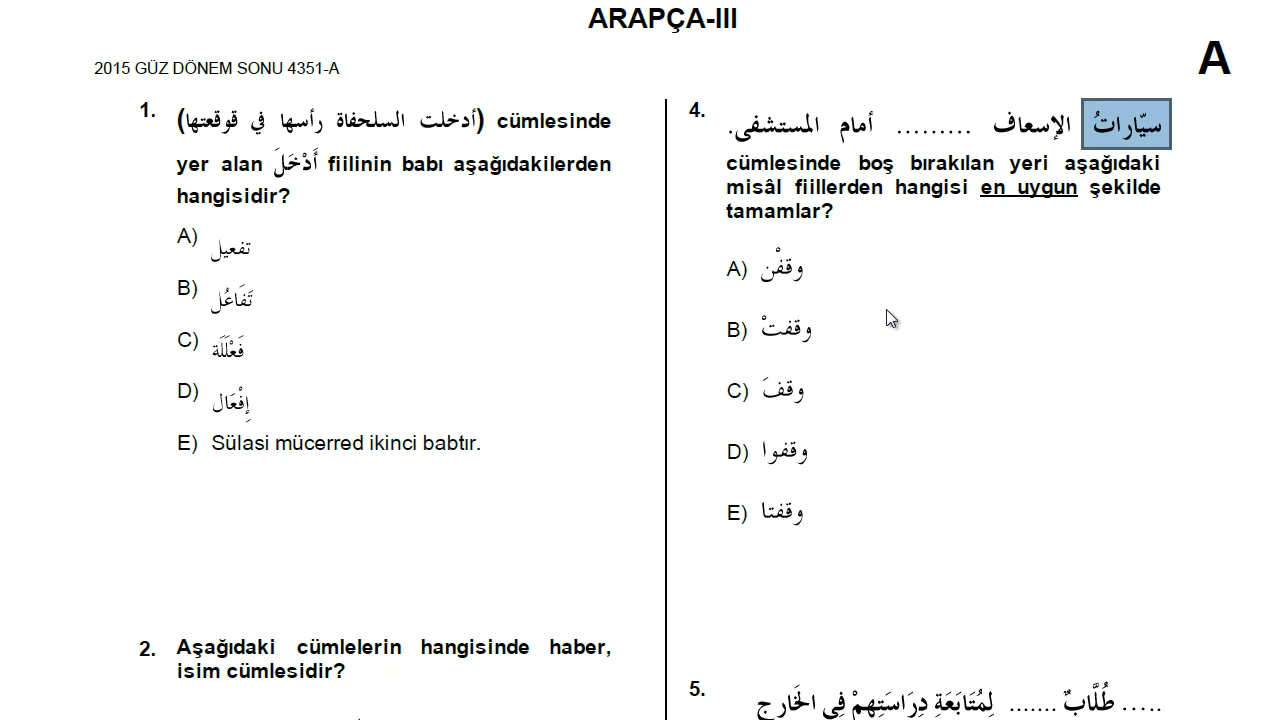 ARAPÇA-III
2015 GÜZ DÖNEM SONU 4351-A
A
1. (أدخلت السلحفاة رأسها في قوقعتها) cümlesinde
yer alan أَدْخَلَ fiilinin babı aşağıdakilerden
hangisidir?
A) تفعيل
B) تَفَاعُل
C) فَعْلَلَة
D) إِفْعَال
E) Sülasi mücerred ikinci babtır.
2. Aşağıdaki cümlelerin hangisinde haber,
isim cümlesidir?
4. سيّاراتُ الإسعاف ......... أمام المستشفى.
cümlesinde boş bırakılan yeri aşağıdaki
misâl fiillerden hangisi en uygun şekilde
tamamlar?
A) وقفْن
B) وقفتْ
C) وقفَ
D) وقفوا
E) وقفتا
5. ..... طُلَّابٌ ....... لِمُتَابَعَةِ دِرَاسَتِهِمْ فِي الخَارِجِ